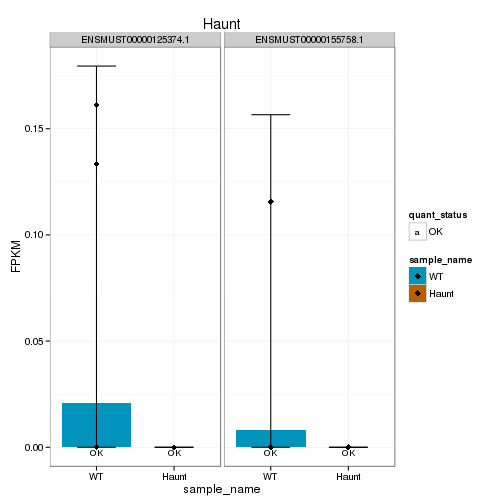 Haunt
ENSMUST00000125374.1
ENSMUST00000155758.1
0.15
0.10
0.05
0.00
FPKM
OK
OK
OK
OK
WT
Haunt
WT
Haunt
sample_name
quant_status
a OK
sample_name
WT
Haunt